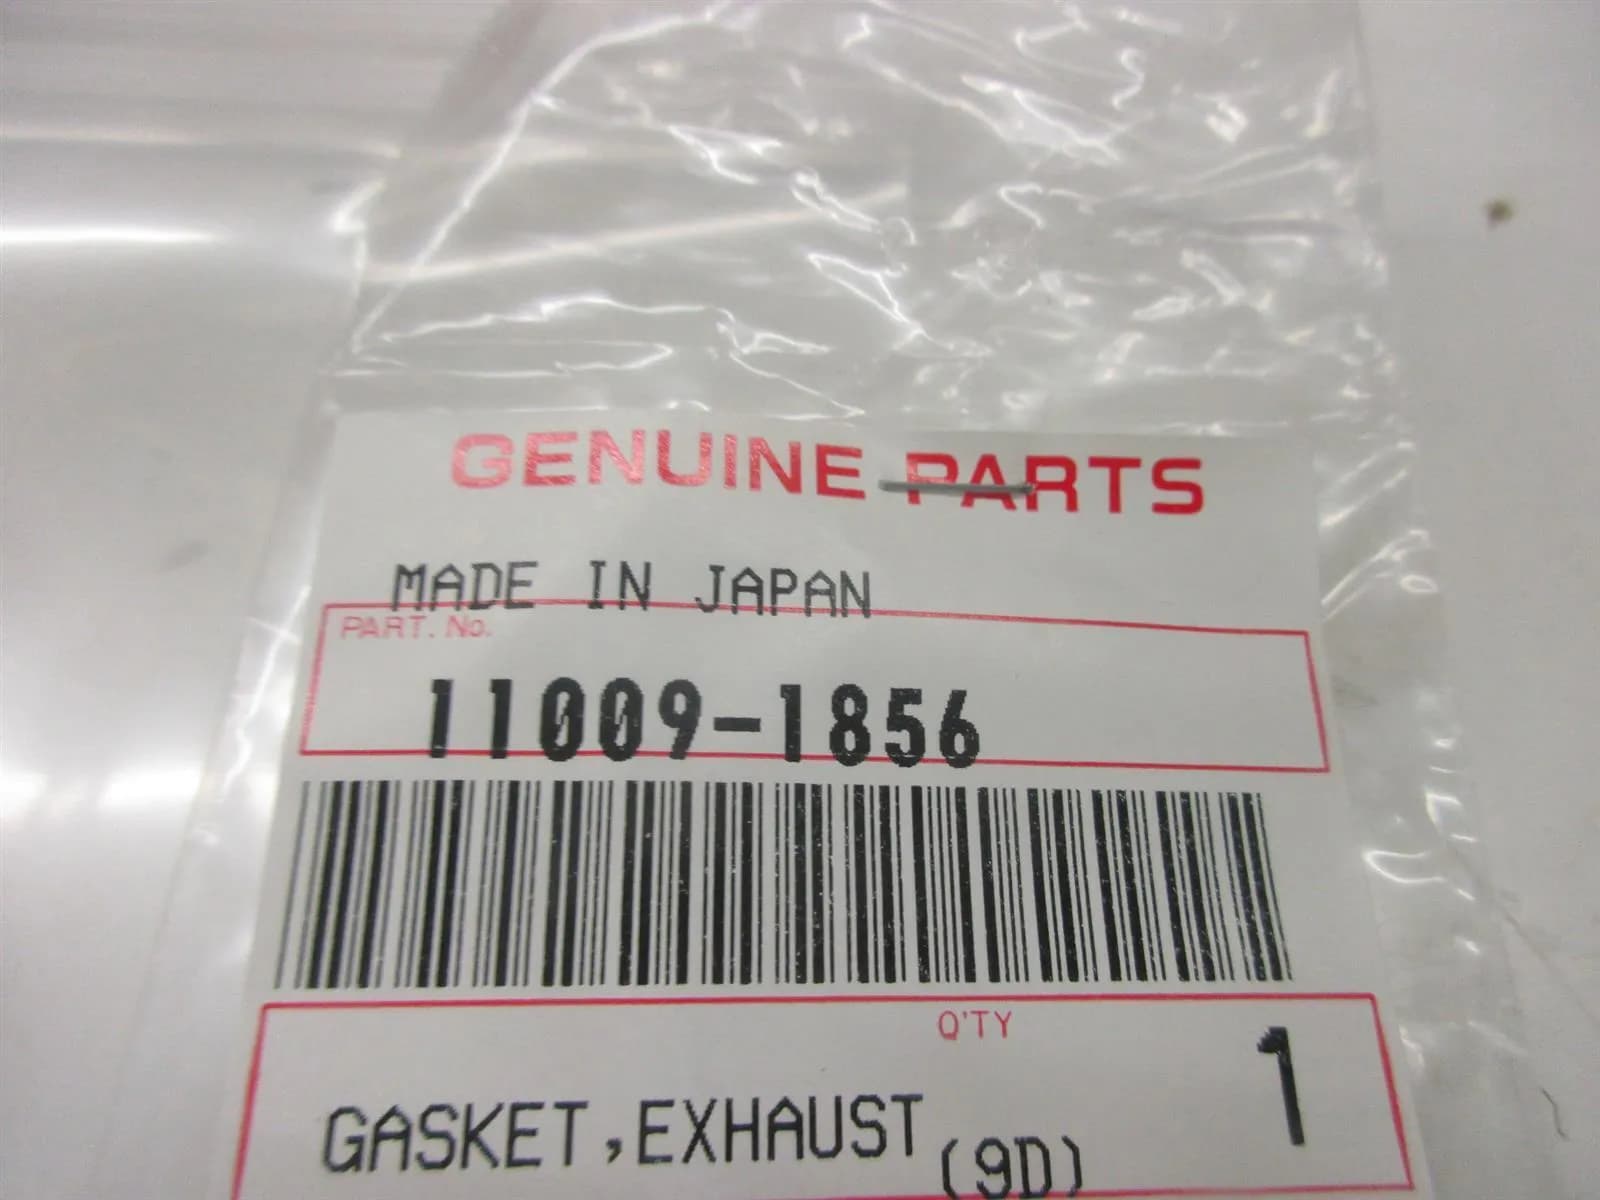 GENUINE PARTS
MADE IN JAPAN
PART. No.
11009-1856
Q'TY
1
GASKET,EXHAUST (9D)